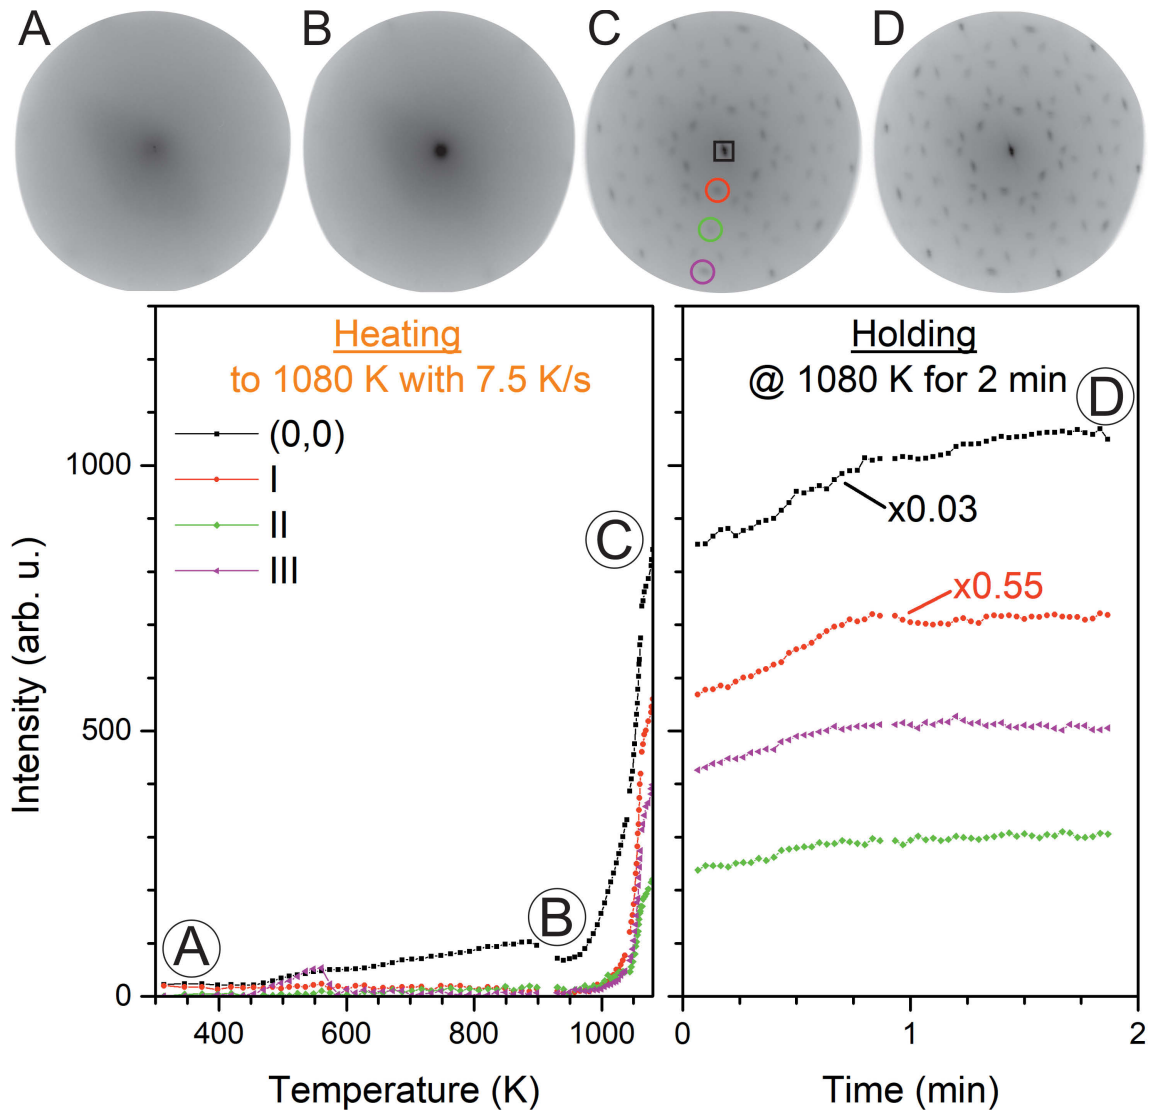 A B C D
Heating
to 1080 K with 7.5 K/s
(0,0)
I
II
III
A
B
C
Holding
@ 1080 K for 2 min
D
x0.03
x0.55
Intensity (arb. u.)
1000
500
0
400 600 800 1000
Temperature (K)
0 1 2
Time (min)